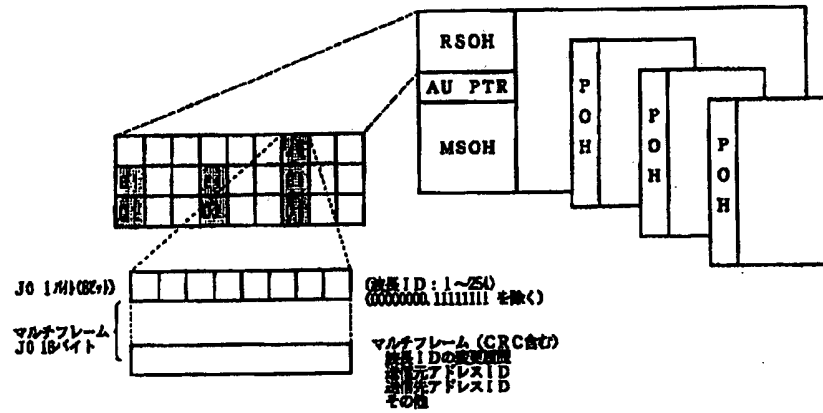 RSOH
AU PTR
MSOH
POH
POH
POH
J0 1バイト(8ビット)
(波長ID:1~254)
(00000000.11111111 を除く)
マルチフレーム
J0 16バイト
マルチフレーム (CRC含む)
波長IDの変更履歴
送信元アドレスID
送信先アドレスID
その他